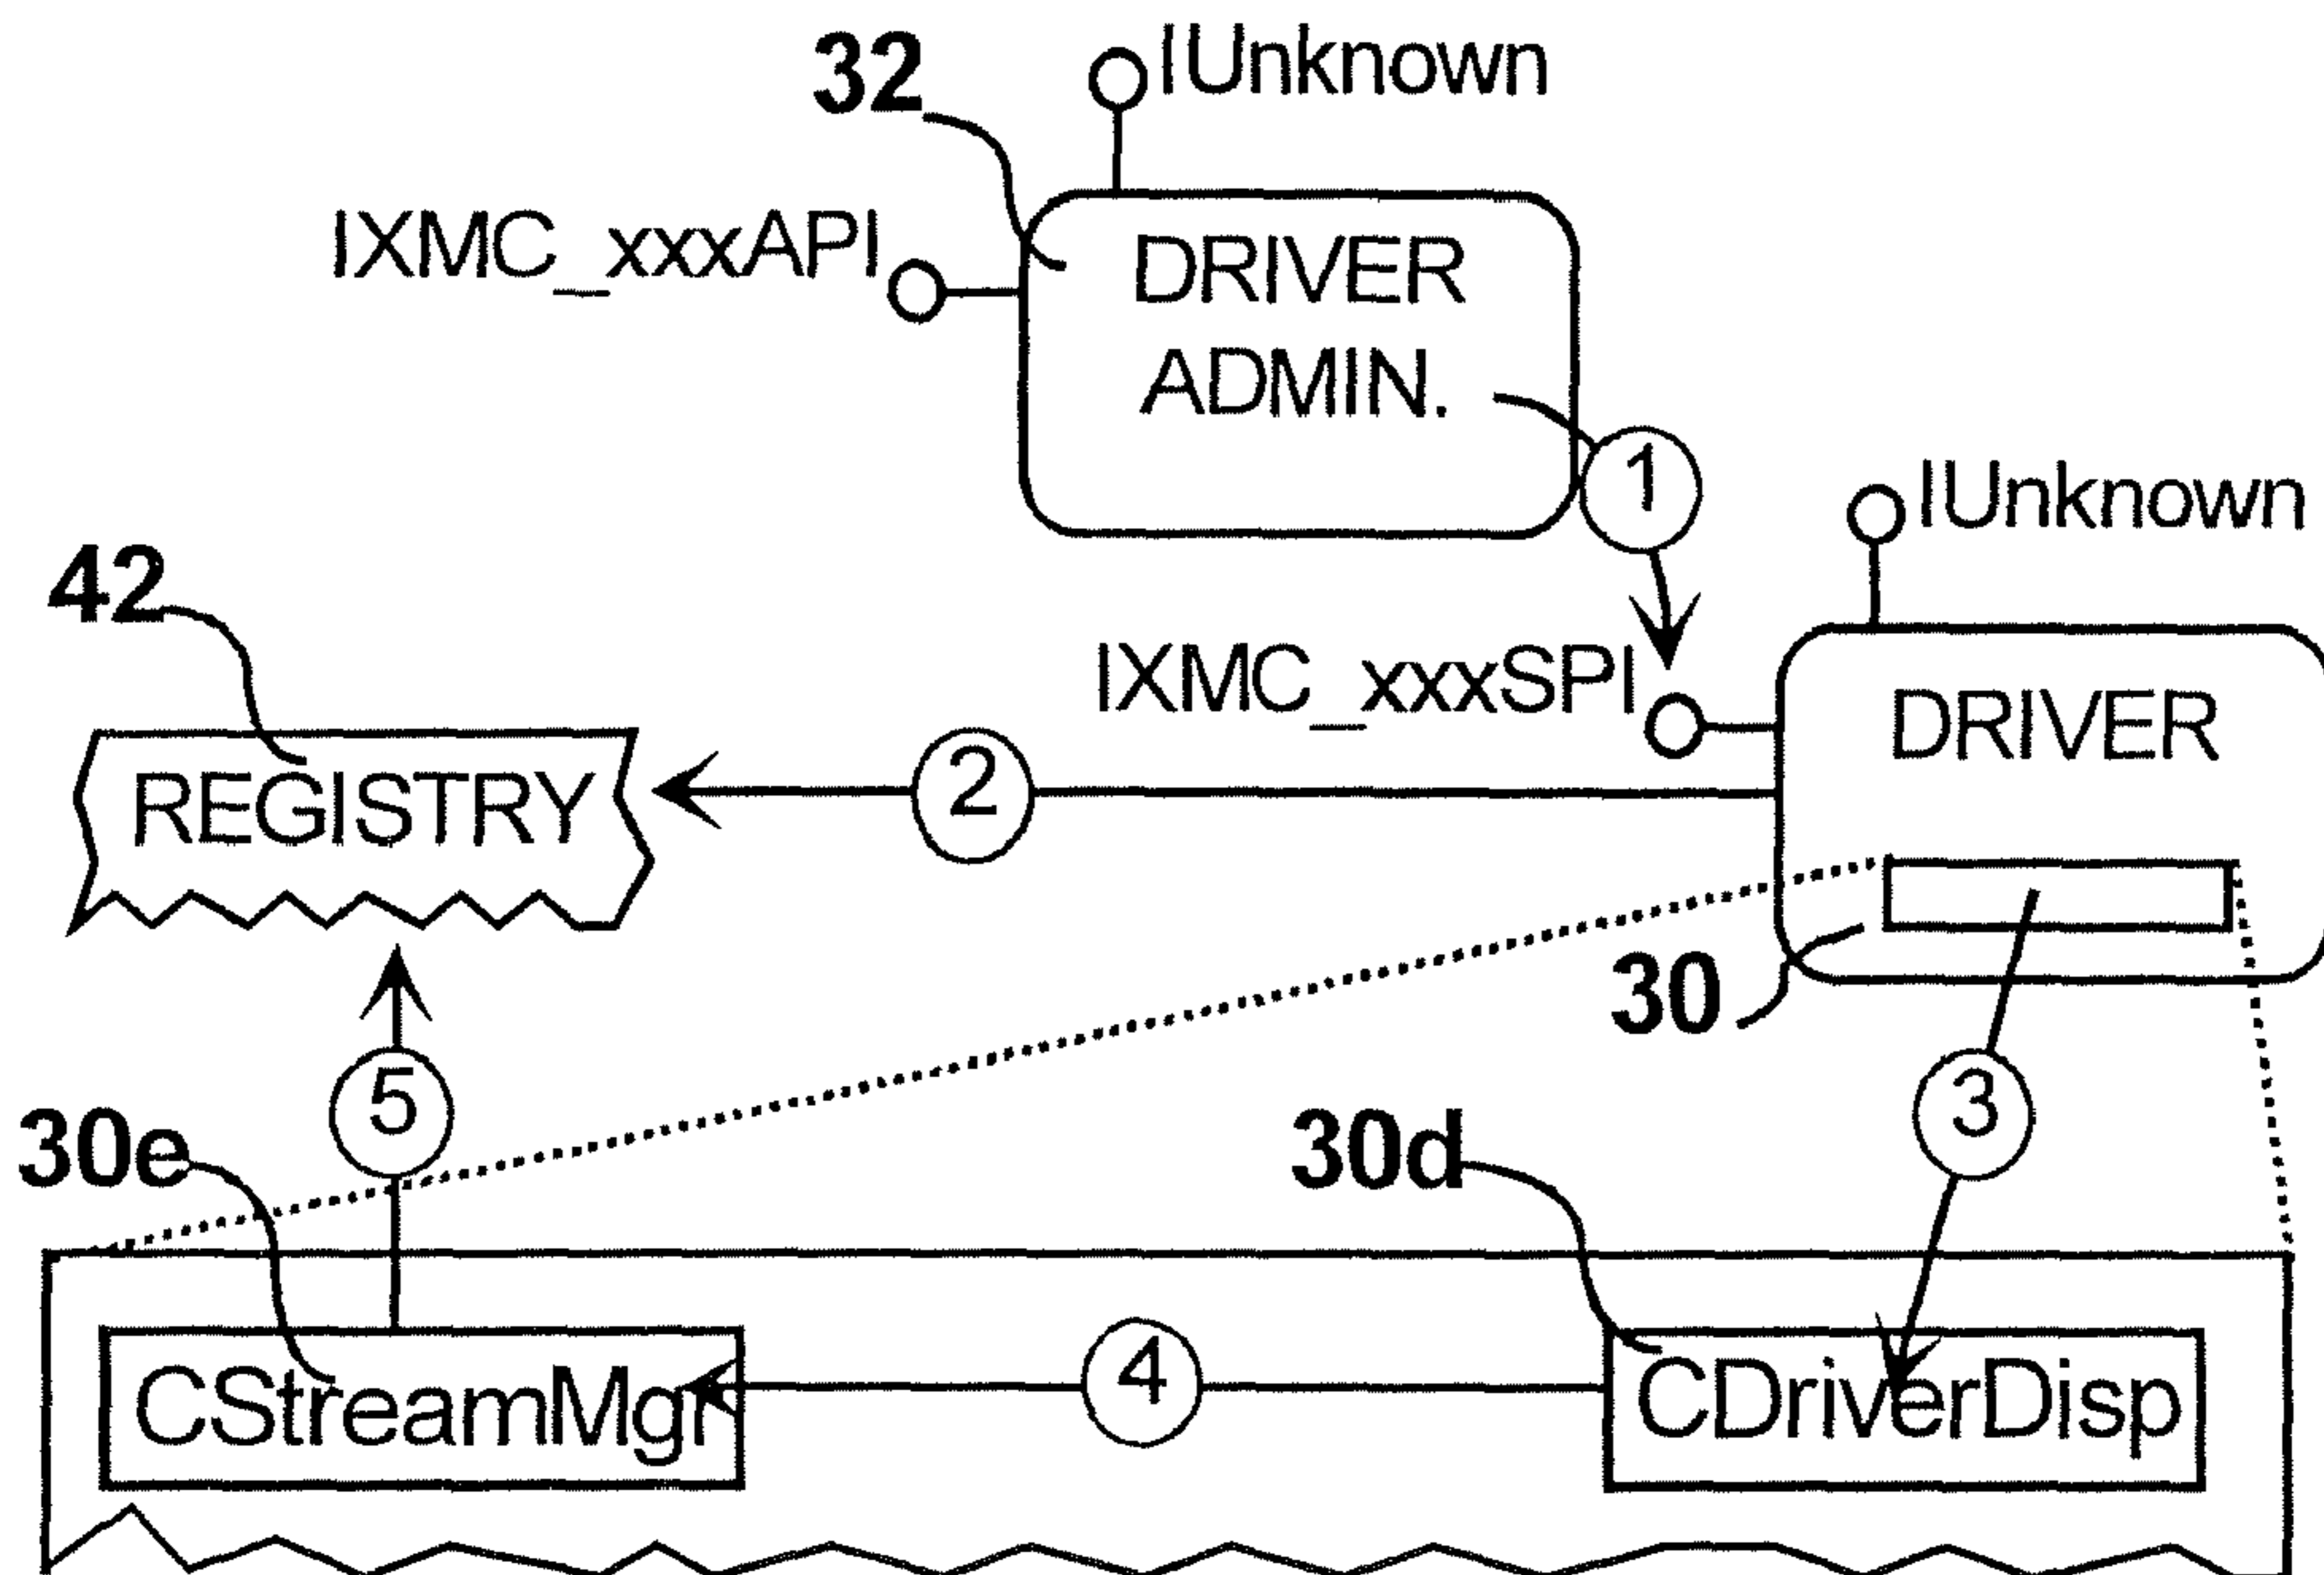 32
IUnknown
IXMC_xxxAPI
DRIVER
ADMIN.
1
IUnknown
42
IXMC_xxxSPI
DRIVER
REGISTRY
2
30
5
3
30e
30d
CStreamMgr
4
CDriverDisp